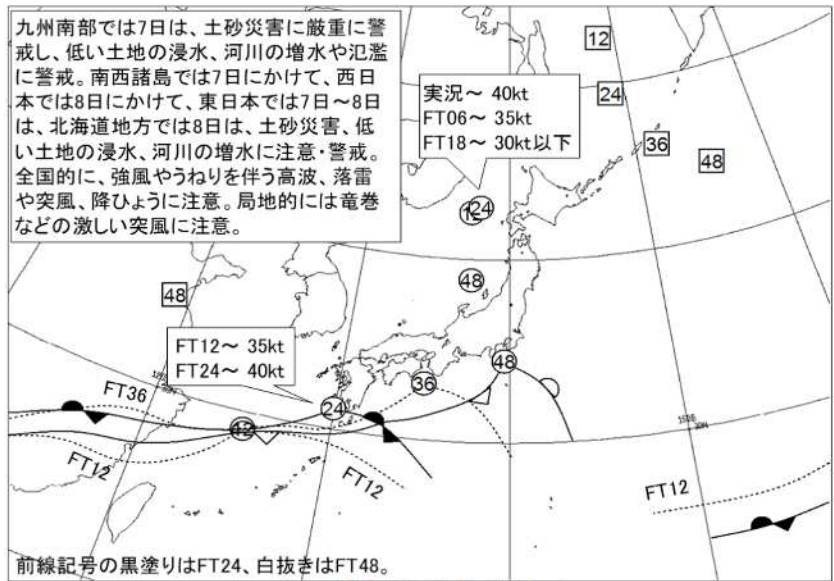 九州南部では7日は、土砂災害に厳重に警
戒し、低い土地の浸水、河川の増水や氾濫
に警戒。南西諸島では7日にかけて、西日
本では8日にかけて、東日本では7日～8日
は、北海道地方では8日は、土砂災害、低
い土地の浸水、河川の増水に注意・警戒。
全国的に、強風やうねりを伴う高波、落雷
や突風、降ひょうに注意。局地的には竜巻
などの激しい突風に注意。
12
24
実況～ 40kt
FT06～ 35kt
FT18～ 30kt以下
36
48
12
24
48
48
FT12～ 35kt
FT24～ 40kt
48
36
FT36
24
12
FT12
FT12
FT12
150E
30N
前線記号の黒塗りはFT24、白抜きはFT48。